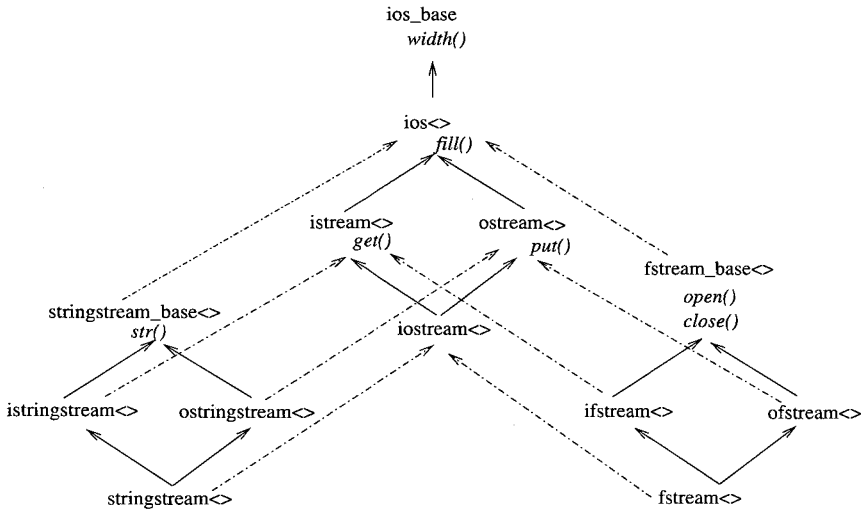 ios_base
width()
ios<>
fill()
istream<>
ostream<>
get()
put()
fstream_base<>
open()
close()
stringstream_base<>
str()
iostream<>
istringstream<>
ostringstream<>
ifstream<>
ofstream<>
stringstream<>
fstream<>